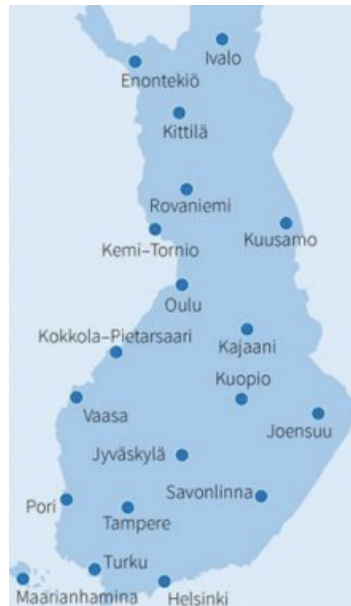 Ivalo
Enontekiö
Kittilä
Rovaniemi
Kemi–Tornio
Kuusamo
Oulu
Kokkola–Pietarsaari
Kajaani
Kuopio
Vaasa
Joensuu
Jyväskylä
Savonlinna
Pori
Tampere
Turku
Maarianhamina
Helsinki